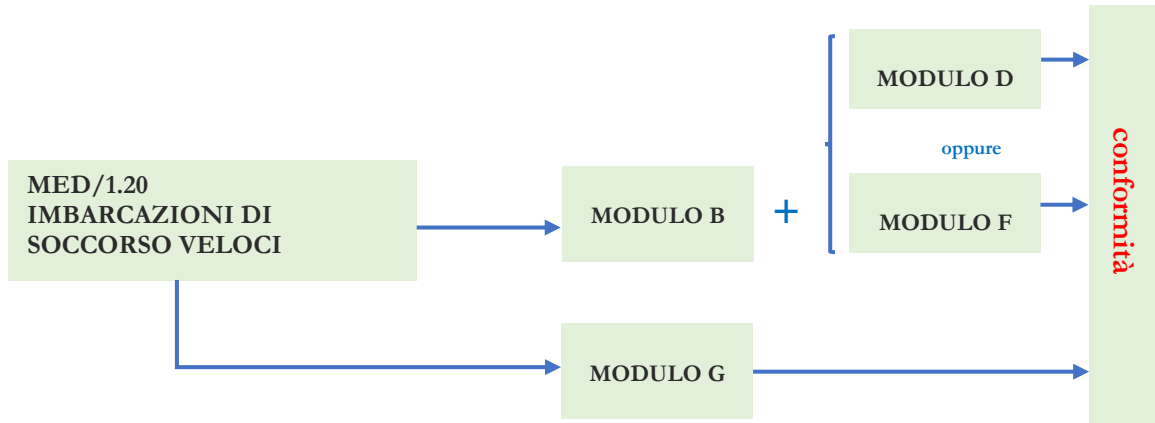 MED/1.20
IMBARCAZIONI DI
SOCCORSO VELOCI
MODULO B
+
MODULO D
oppure
MODULO F
MODULO G
conformità